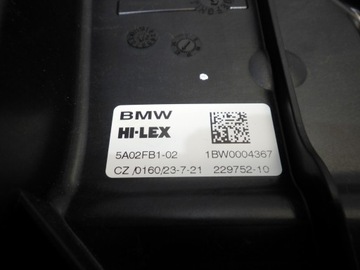 BMW
HI-LEX
5A02FB1-02 1BW0004367
CZ /0160/23-7-21 229752-10